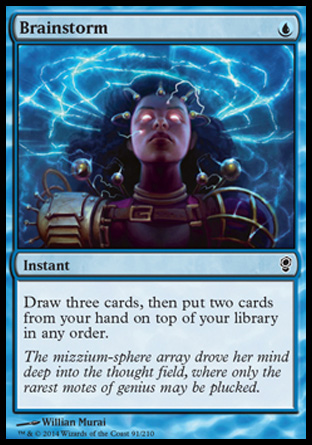 Brainstorm
Instant
Draw three cards, then put two cards
from your hand on top of your library
in any order.
The mizzium-sphere array drove her mind
deep into the thought field, where only the
rarest motes of genius may be plucked.
Willian Murai
™ & © 2014 Wizards of the Coast 91/210